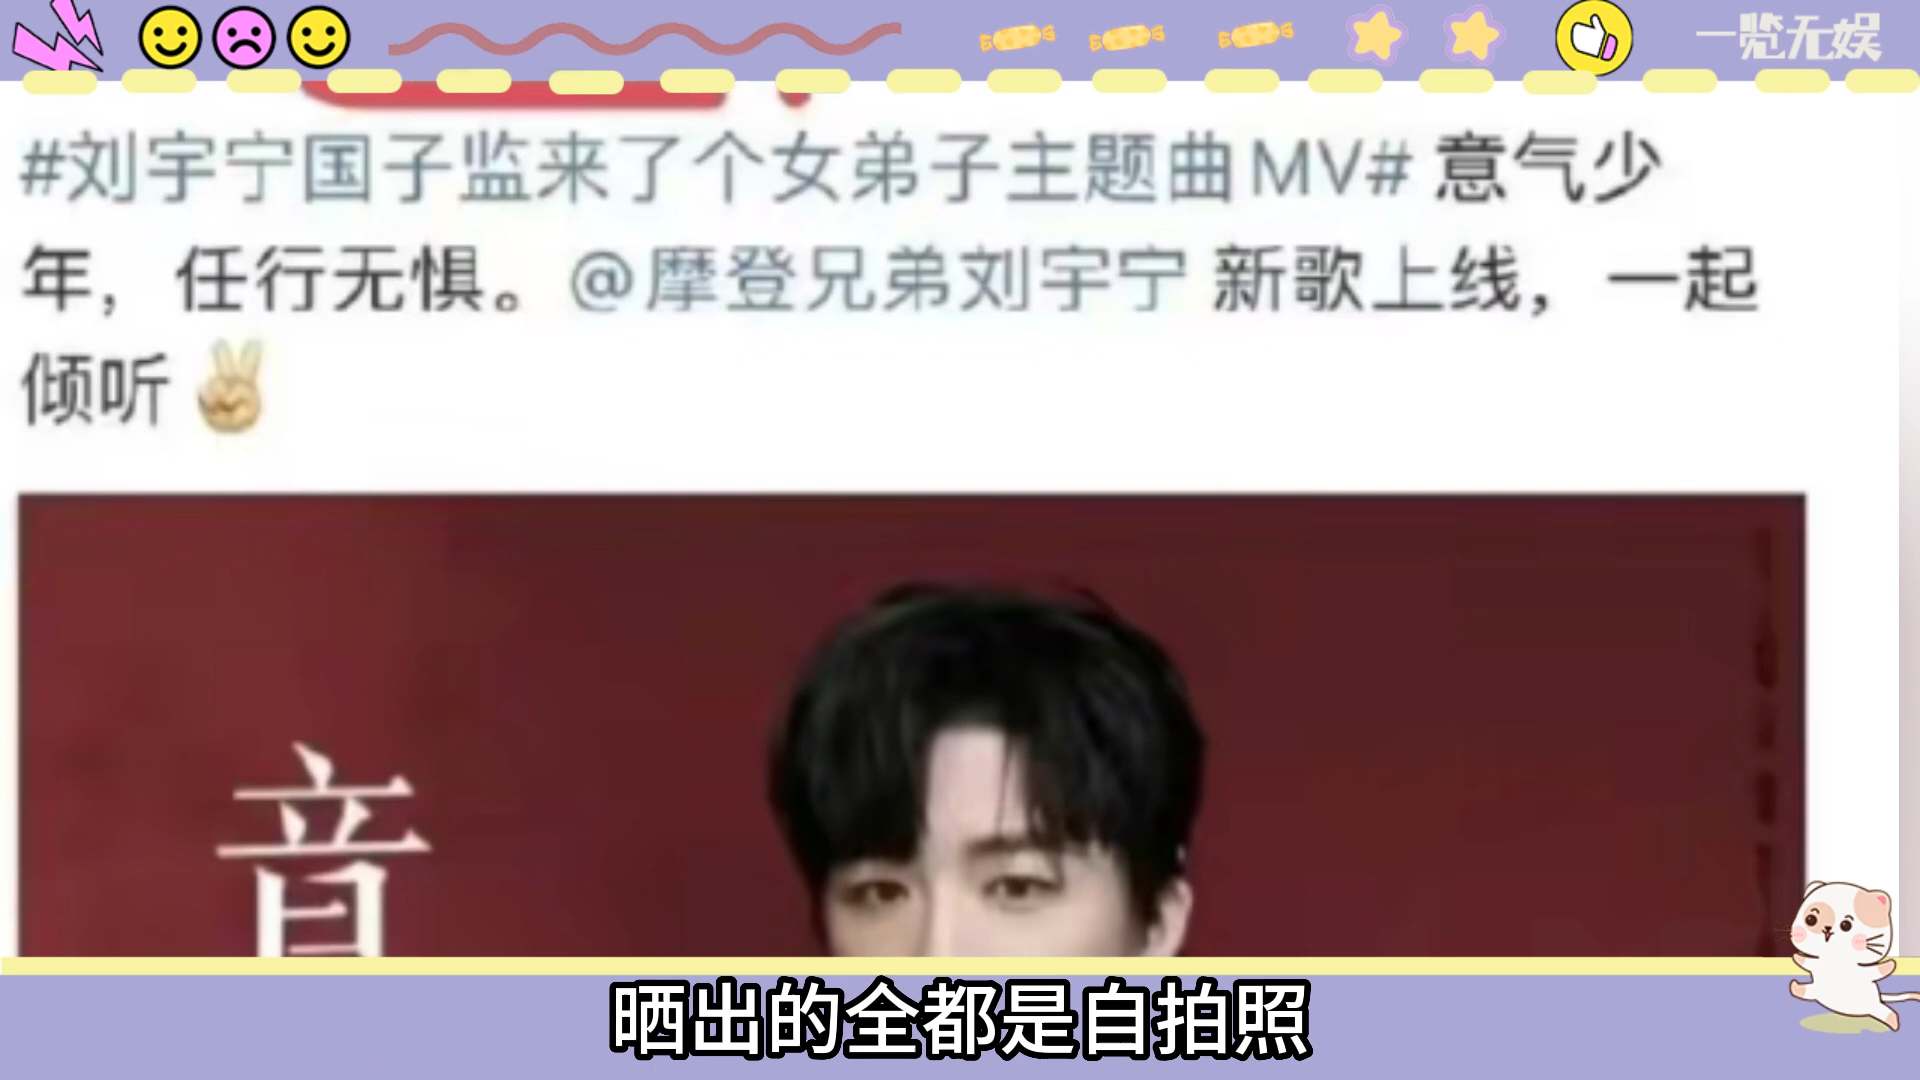 一览无娱
#刘宇宁国子监来了个女弟子主题曲MV# 意气少
年，任行无惧。@摩登兄弟刘宇宁 新歌上线，一起
倾听
音
晒出的全都是自拍照